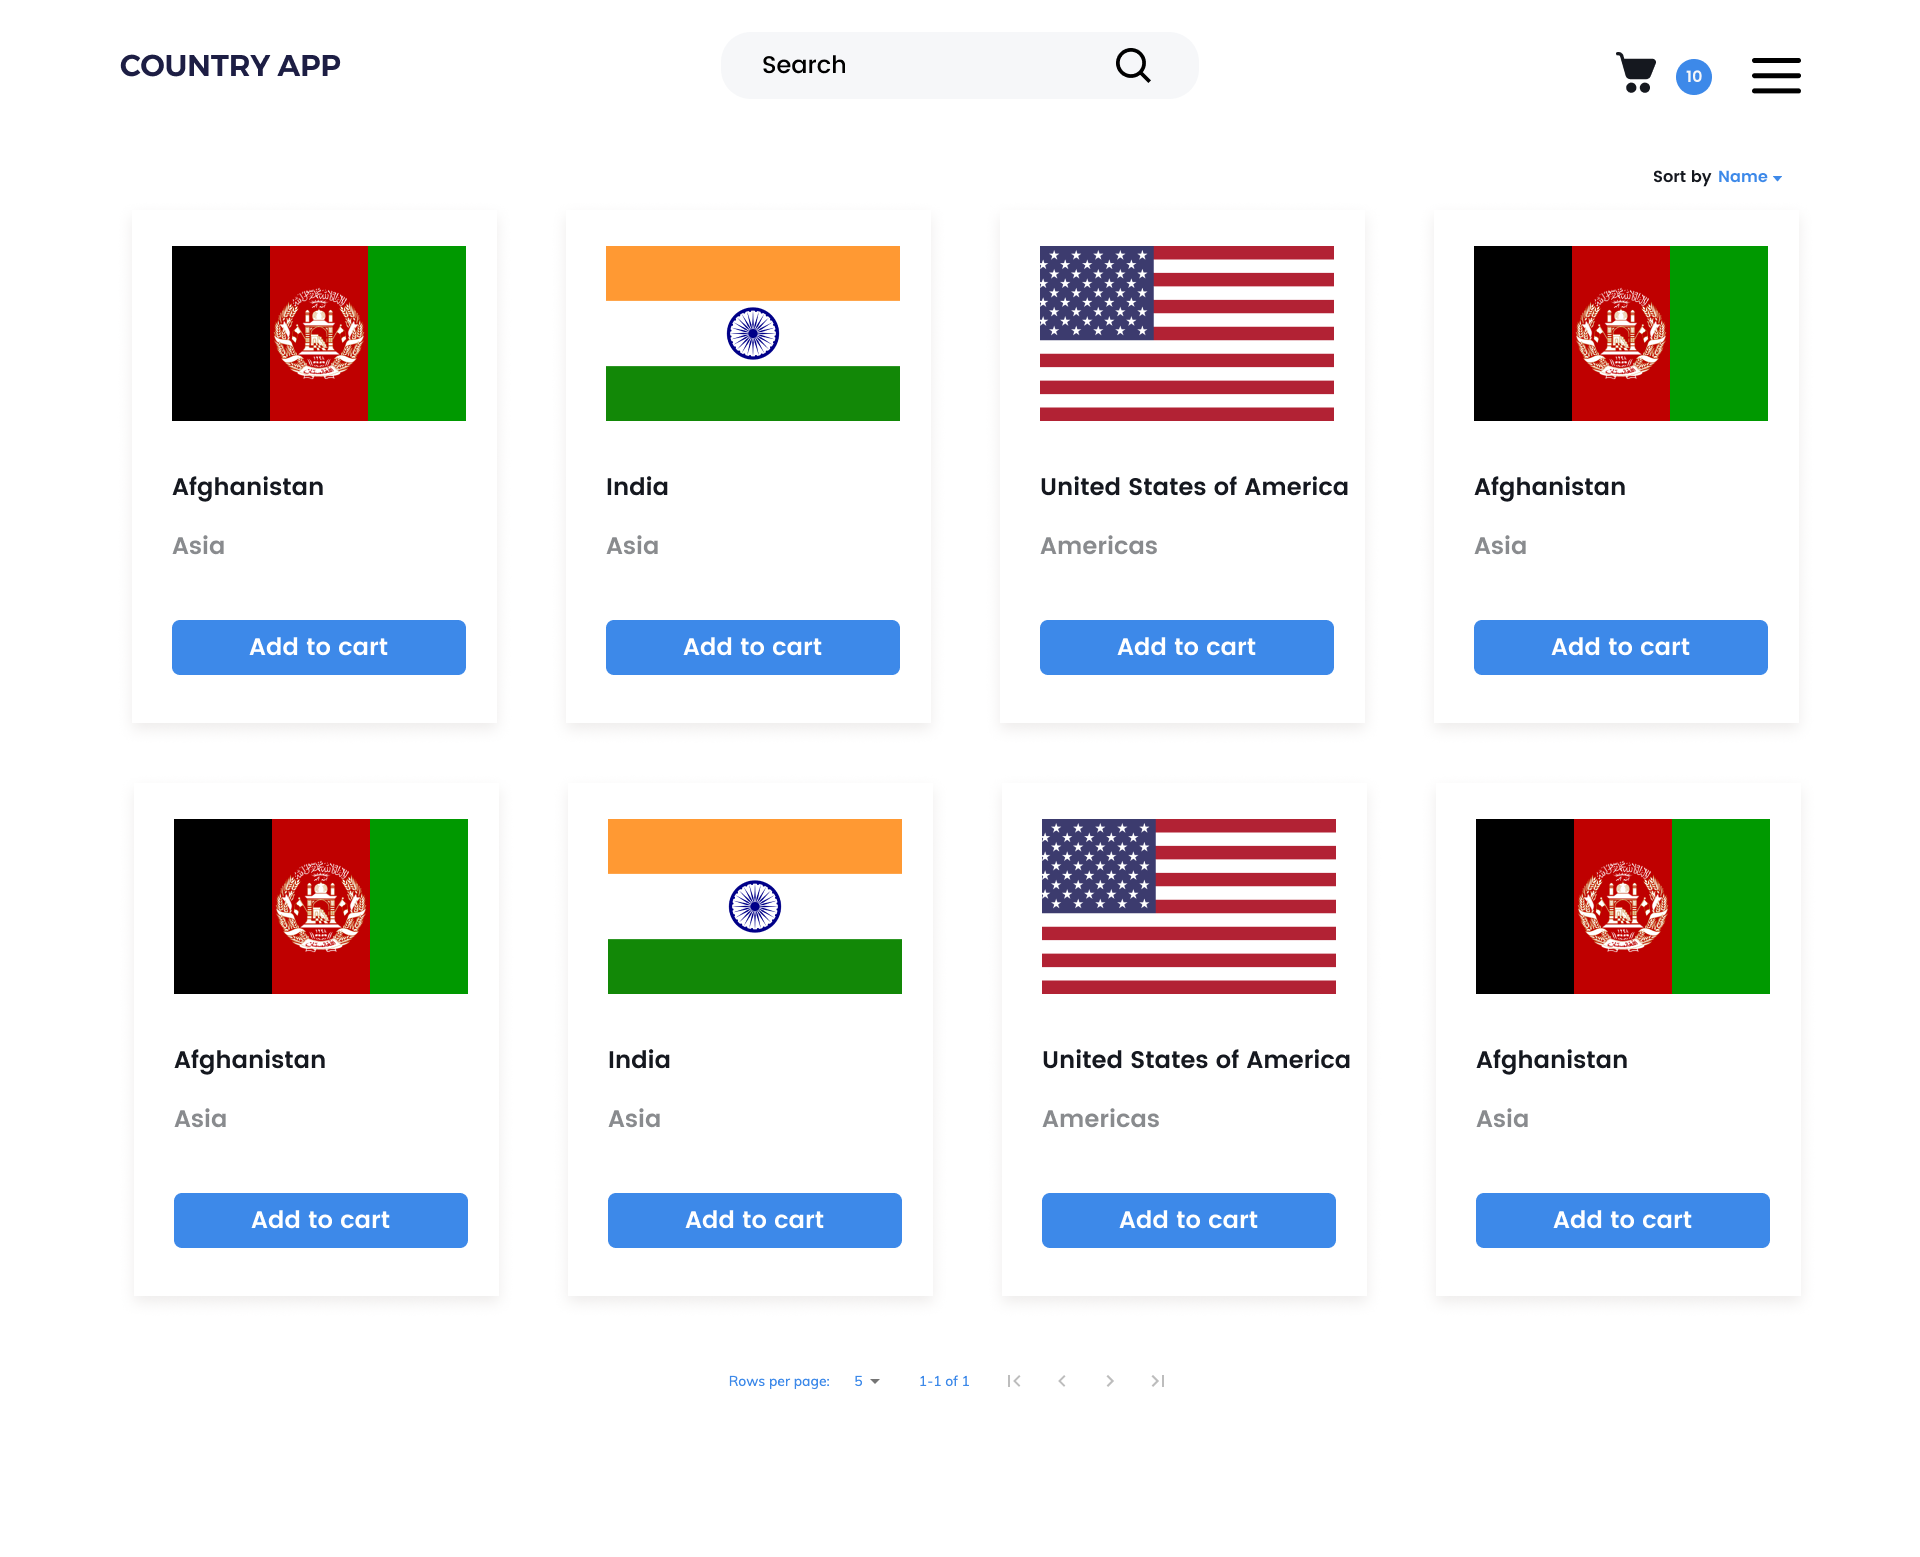 COUNTRY APP
Search
10
Sort by Name
Afghanistan
Asia
Add to cart
India
Asia
Add to cart
United States of America
Americas
Add to cart
Afghanistan
Asia
Add to cart
Afghanistan
Asia
Add to cart
India
Asia
Add to cart
United States of America
Americas
Add to cart
Afghanistan
Asia
Add to cart
Rows per page: 5 1-1 of 1